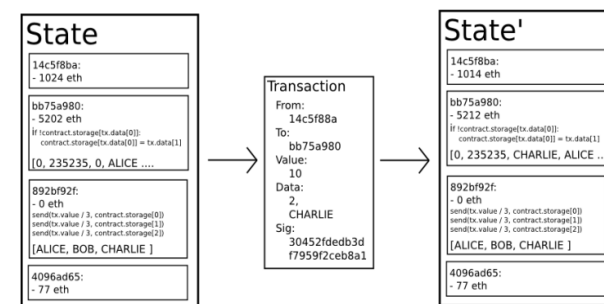 State
14c5f8ba:
- 1024 eth
bb75a980:
- 5202 eth
if !contract.storage[tx.data[0]]:
contract.storage[tx.data[0]] = tx.data[1]
[0, 235235, 0, ALICE ....
892bf92f:
- 0 eth
send(tx.value / 3, contract.storage[0])
send(tx.value / 3, contract.storage[1])
send(tx.value / 3, contract.storage[2])
[ALICE, BOB, CHARLIE ]
4096ad65:
- 77 eth
Transaction
From:
14c5f88a
To:
bb75a980
Value:
10
Data:
2,
CHARLIE
Sig:
30452fdedb3d
f7959f2ceb8a1
State'
14c5f8ba:
- 1014 eth
bb75a980:
- 5212 eth
if !contract.storage[tx.data[0]]:
contract.storage[tx.data[0]] = tx.data[1]
[0, 235235, CHARLIE, ALICE ...
892bf92f:
- 0 eth
send(tx.value / 3, contract.storage[0])
send(tx.value / 3, contract.storage[1])
send(tx.value / 3, contract.storage[2])
[ALICE, BOB, CHARLIE ]
4096ad65:
- 77 eth